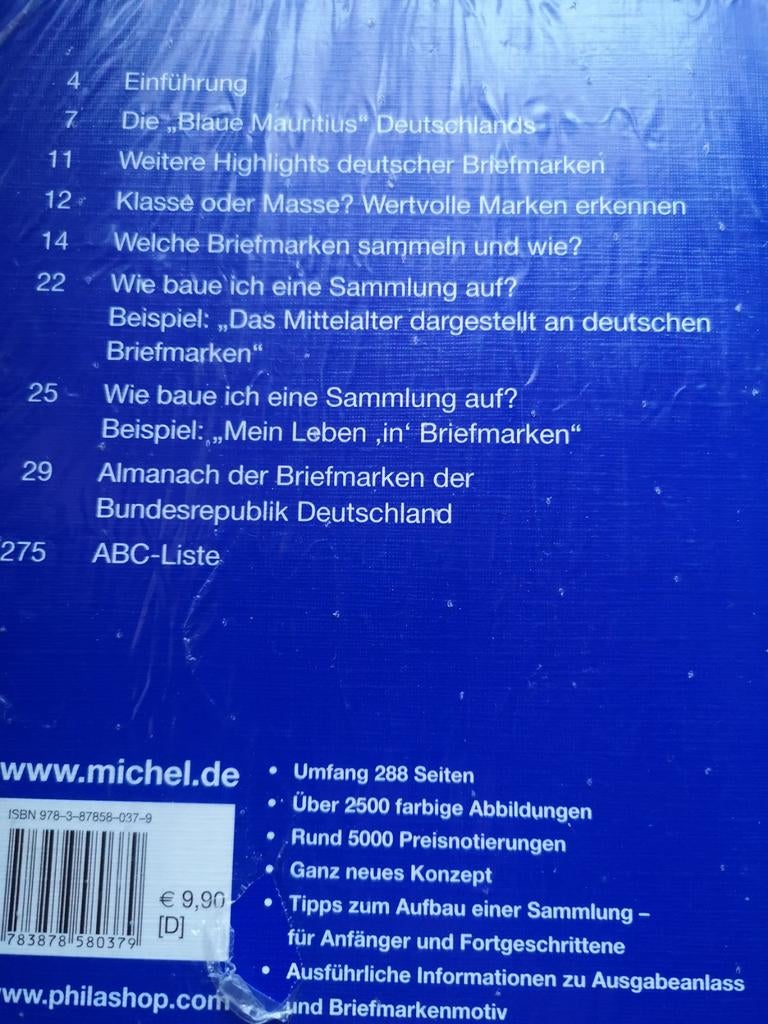 4 Einführung
7 Die „Blaue Mauritius“ Deutschlands
11 Weitere Highlights deutscher Briefmarken
12 Klasse oder Masse? Wertvolle Marken erkennen
14 Welche Briefmarken sammeln und wie?
22 Wie baue ich eine Sammlung auf?
Beispiel: „Das Mittelalter dargestellt an deutschen
Briefmarken“
25 Wie baue ich eine Sammlung auf?
Beispiel: „Mein Leben ‚in‘ Briefmarken“
29 Almanach der Briefmarken der
Bundesrepublik Deutschland
275 ABC-Liste
www.michel.de
ISBN 978-3-87858-037-9
€ 9,90
[D]
783878 580379
ww.philashop.com
• Umfang 288 Seiten
• Über 2500 farbige Abbildungen
• Rund 5000 Preisnotierungen
• Ganz neues Konzept
• Tipps zum Aufbau einer Sammlung –
für Anfänger und Fortgeschrittene
• Ausführliche Informationen zu Ausgabeanlass
und Briefmarkenmotiv